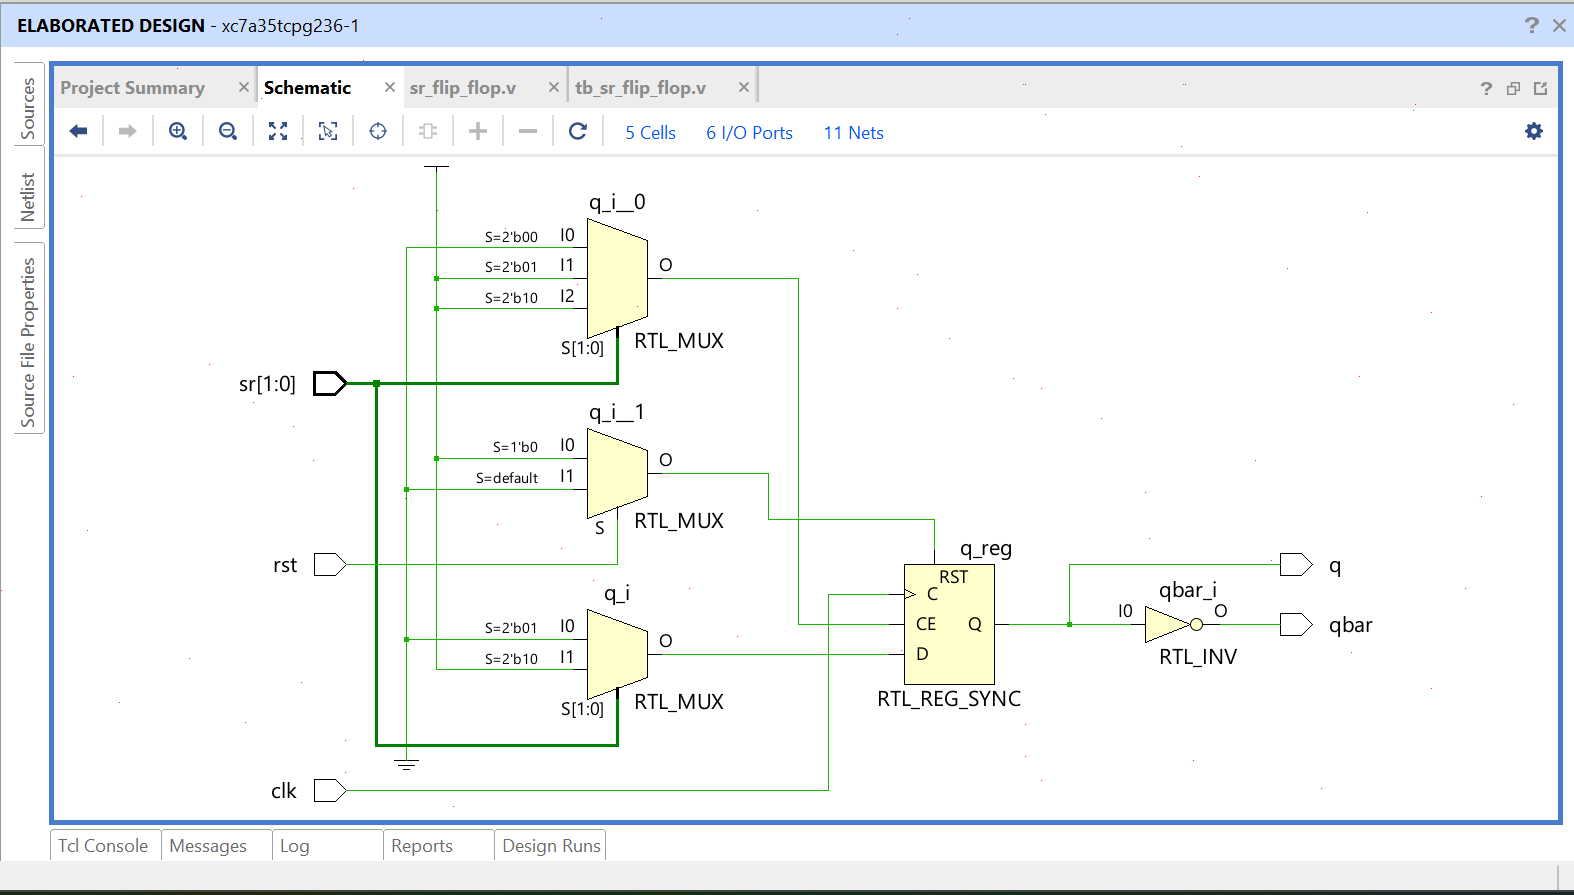 ELABORATED DESIGN - xc7a35tcpg236-1
? ×
Sources
Netlist
Source File Properties
Project Summary × Schematic × sr_flip_flop.v × tb_sr_flip_flop.v ×
?
5 Cells 6 I/O Ports 11 Nets
q_i__0
S=2'b00 I0
S=2'b01 I1 O
S=2'b10 I2
S[1:0] RTL_MUX
sr[1:0]
q_i__1
S=1'b0 I0
S=default I1 O
S RTL_MUX
rst
q_i
S=2'b01 I0
S=2'b10 I1 O
S[1:0] RTL_MUX
clk
q_reg
RST
C
CE Q
D
RTL_REG_SYNC
q
qbar_i
I0 O
qbar
RTL_INV
Tcl Console Messages Log Reports Design Runs